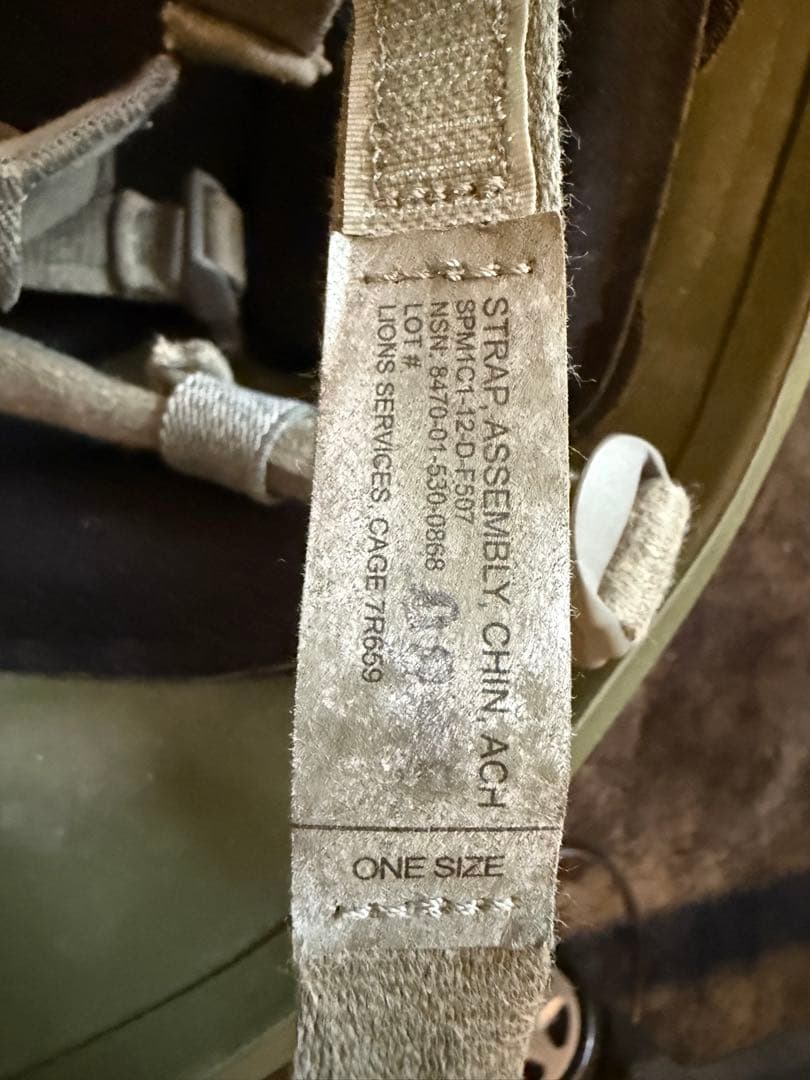 STRAP, ASSEMBLY, CHIN, ACH
SPM1C1-12-D-F507
NSN. 8470-01-530-0868
LOT #
LIONS SERVICES, CAGE 7R659
ONE SIZE